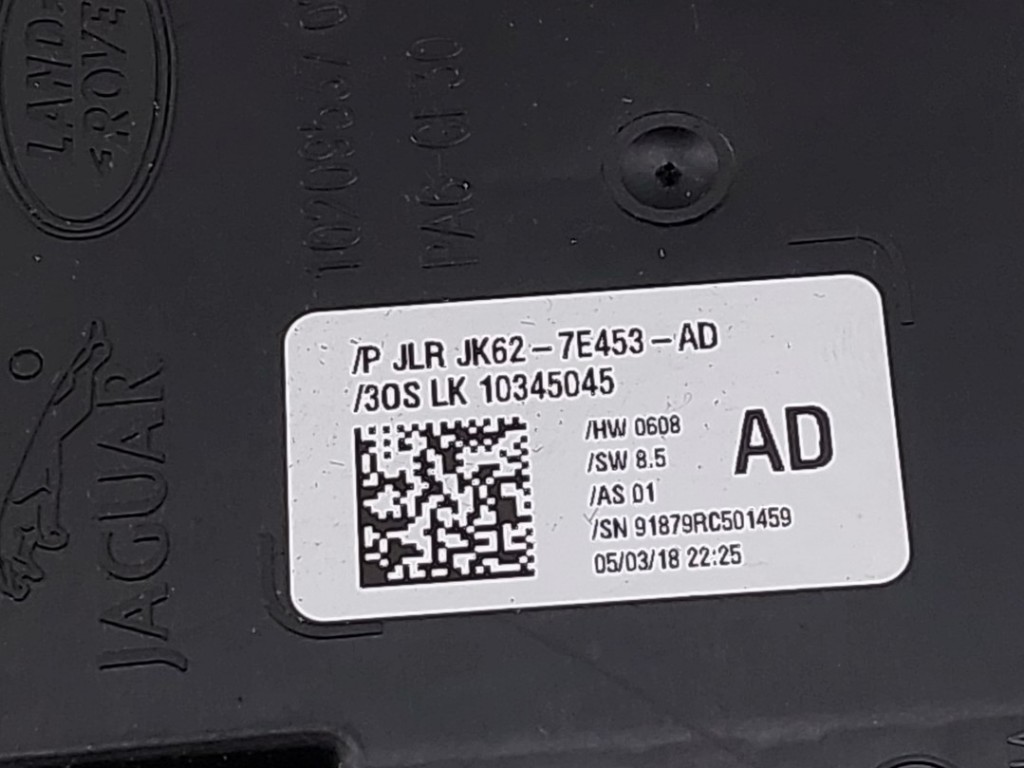 LAND
ROVER
PA6-GF30
JAGUAR
/P JLR JK62-7E453-AD
/3OS LK 10345045
/HW 0608
/SW 8.5
/AS 01
/SN 91879RC501459
05/03/18 22:25
AD